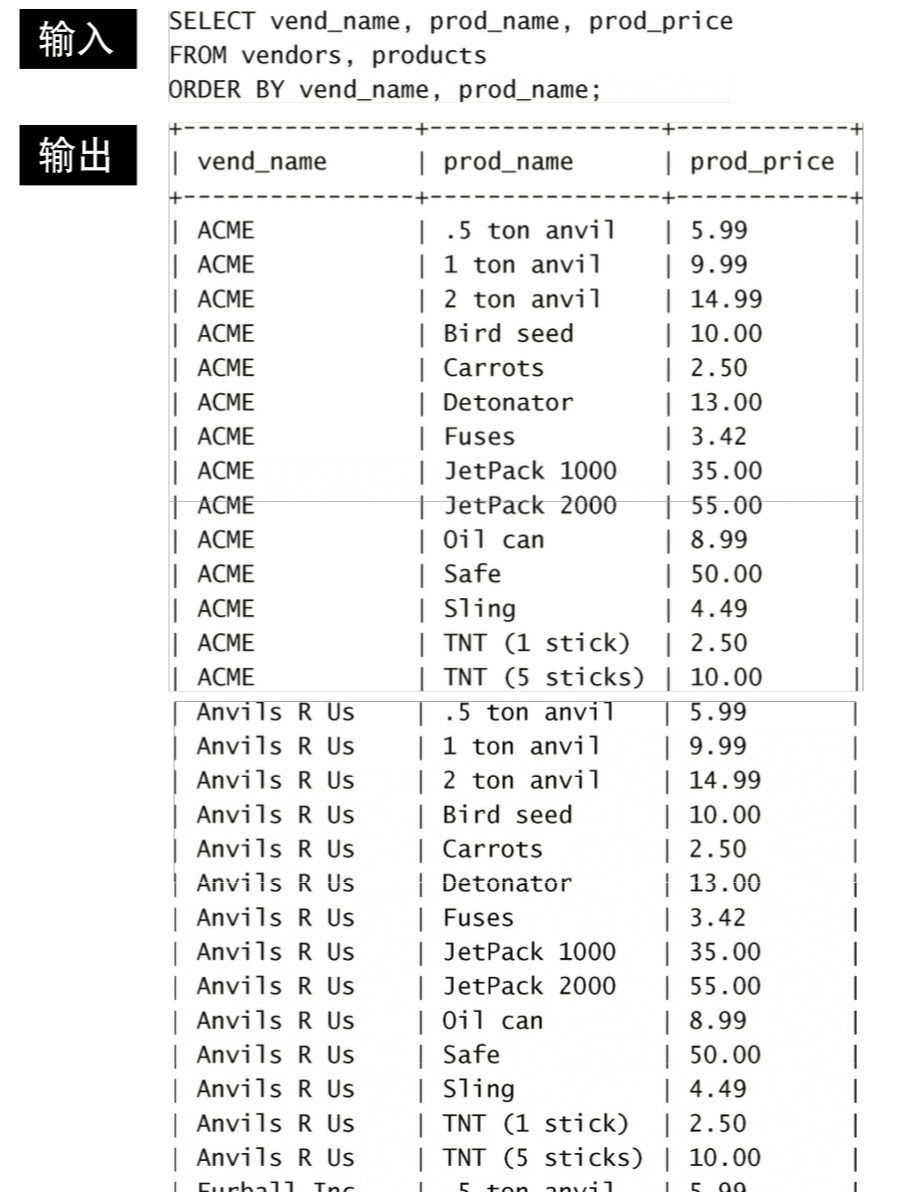 输入
SELECT vend_name, prod_name, prod_price
FROM vendors, products
ORDER BY vend_name, prod_name;
输出
+----------------+----------------+------------+
| vend_name | prod_name | prod_price |
+----------------+----------------+------------+
| ACME | .5 ton anvil | 5.99 |
| ACME | 1 ton anvil | 9.99 |
| ACME | 2 ton anvil | 14.99 |
| ACME | Bird seed | 10.00 |
| ACME | Carrots | 2.50 |
| ACME | Detonator | 13.00 |
| ACME | Fuses | 3.42 |
| ACME | JetPack 1000 | 35.00 |
| ACME | JetPack 2000 | 55.00 |
| ACME | Oil can | 8.99 |
| ACME | Safe | 50.00 |
| ACME | Sling | 4.49 |
| ACME | TNT (1 stick) | 2.50 |
| ACME | TNT (5 sticks) | 10.00 |
| Anvils R Us | .5 ton anvil | 5.99 |
| Anvils R Us | 1 ton anvil | 9.99 |
| Anvils R Us | 2 ton anvil | 14.99 |
| Anvils R Us | Bird seed | 10.00 |
| Anvils R Us | Carrots | 2.50 |
| Anvils R Us | Detonator | 13.00 |
| Anvils R Us | Fuses | 3.42 |
| Anvils R Us | JetPack 1000 | 35.00 |
| Anvils R Us | JetPack 2000 | 55.00 |
| Anvils R Us | Oil can | 8.99 |
| Anvils R Us | Safe | 50.00 |
| Anvils R Us | Sling | 4.49 |
| Anvils R Us | TNT (1 stick) | 2.50 |
| Anvils R Us | TNT (5 sticks) | 10.00 |
| Furball Inc. | .5 ton anvil | 5.99 |